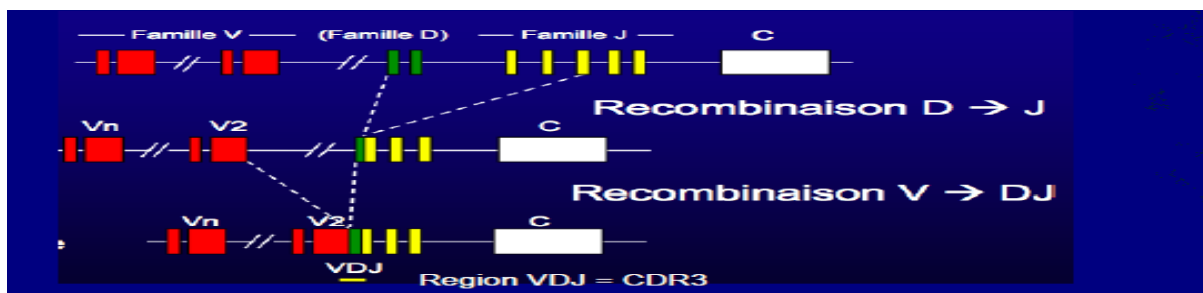 Famille V (Famille D) Famille J C
Recombinaison D → J
Vn V2 C
Recombinaison V → DJ
Vn V2 C
e
VDJ
Region VDJ = CDR3